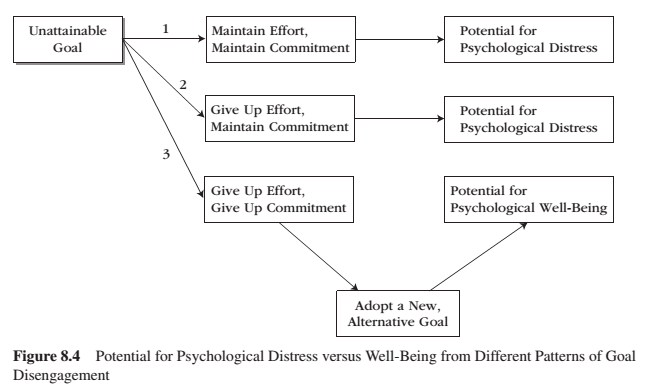 Unattainable
Goal
1
Maintain Effort,
Maintain Commitment
Potential for
Psychological Distress
2
Give Up Effort,
Maintain Commitment
Potential for
Psychological Distress
3
Give Up Effort,
Give Up Commitment
Potential for
Psychological Well-Being
Adopt a New,
Alternative Goal
Figure 8.4 Potential for Psychological Distress versus Well-Being from Different Patterns of Goal
Disengagement